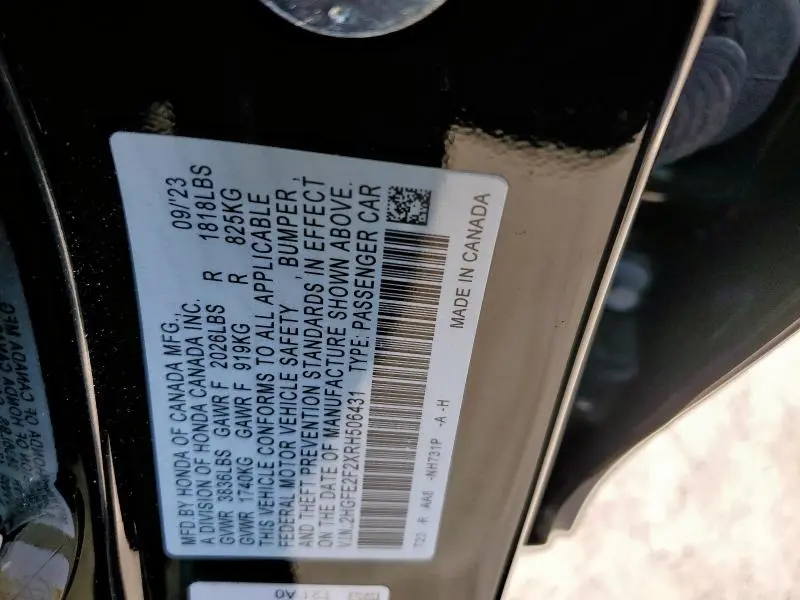 MFD BY HONDA OF CANADA MFG., 09/'23
A DIVISION OF HONDA CANADA INC.
GVWR 3836LBS GAWR F 2026LBS R 1818LBS
GVWR 1740KG GAWR F 919KG R 825KG
THIS VEHICLE CONFORMS TO ALL APPLICABLE
FEDERAL MOTOR VEHICLE SAFETY , BUMPER ,
AND THEFT PREVENTION STANDARDS IN EFFECT
ON THE DATE OF MANUFACTURE SHOWN ABOVE.
V.I.N.: 2HGFE2F2XRH506431 TYPE: PASSENGER CAR
T20 -R -AA6 -NH731P -A -H
MADE IN CANADA